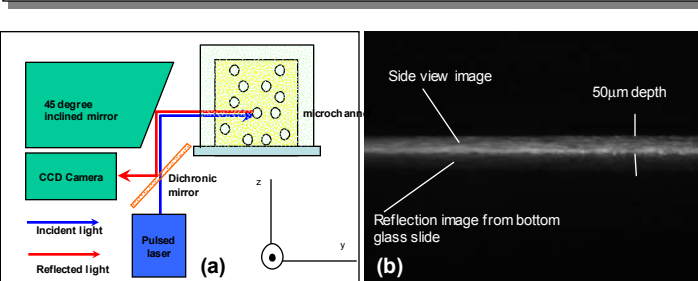 45 degree
inclined mirror
microchanne
CCD Camera
Dichronic
mirror
z
Incident light
Pulsed
laser
y
Reflected light
(a)
Side view image
50µm depth
Reflection image from bottom
glass slide
(b)